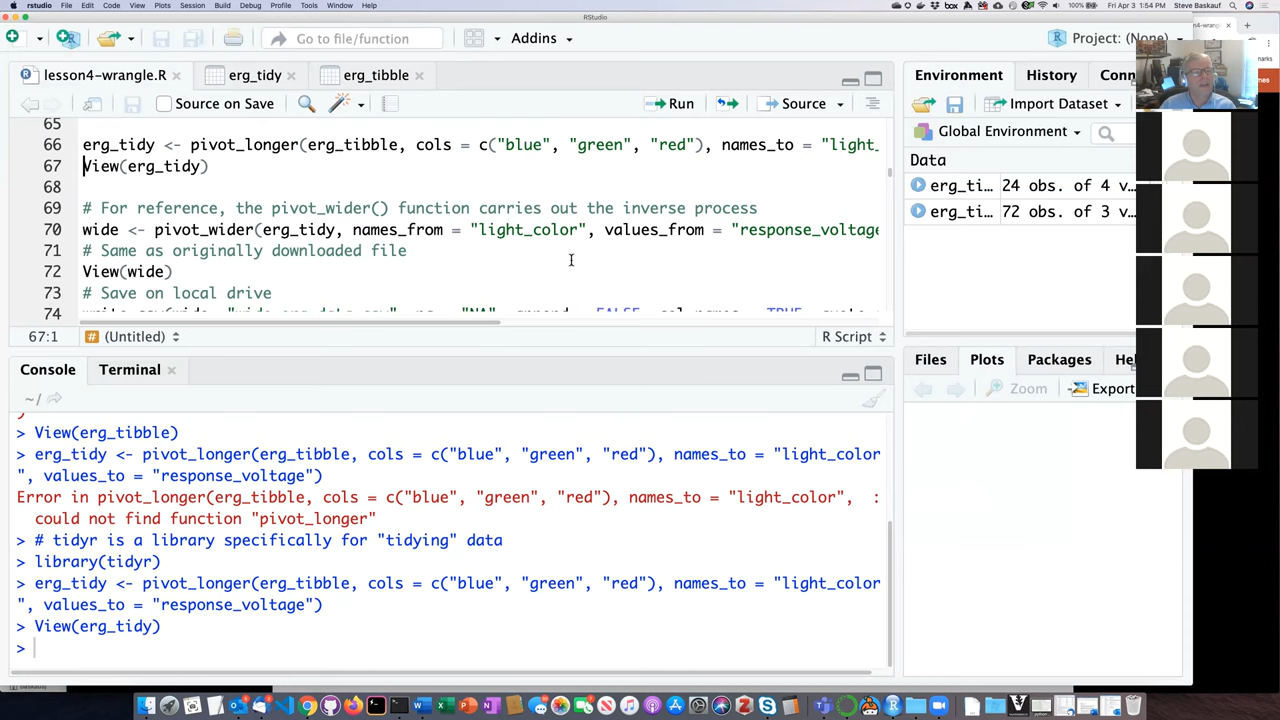 rstudio File Edit Code View Plots Session Build Debug Profile Tools Window Help
box 100% Fri Apr 3 1:54 PM Steve Baskauf
RStudio
Go to file/function Addins Project: (None)
lesson4-wrangle.R erg_tidy erg_tibble
Source on Save Run Source
65
66 erg_tidy <- pivot_longer(erg_tibble, cols = c("blue", "green", "red"), names_to = "light_
67 View(erg_tidy)
68
69 # For reference, the pivot_wider() function carries out the inverse process
70 wide <- pivot_wider(erg_tidy, names_from = "light_color", values_from = "response_voltage
71 # Same as originally downloaded file
72 View(wide)
73 # Save on local drive
74
67:1 (Untitled) R Script
Console Terminal
~/
> View(erg_tibble)
> erg_tidy <- pivot_longer(erg_tibble, cols = c("blue", "green", "red"), names_to = "light_color
", values_to = "response_voltage")
Error in pivot_longer(erg_tibble, cols = c("blue", "green", "red"), names_to = "light_color", :
could not find function "pivot_longer"
> # tidyr is a library specifically for "tidying" data
> library(tidyr)
> erg_tidy <- pivot_longer(erg_tibble, cols = c("blue", "green", "red"), names_to = "light_color
", values_to = "response_voltage")
> View(erg_tidy)
>
Environment History Conn
Import Dataset
Global Environment
Data
erg_ti… 24 obs. of 4 v…
erg_ti… 72 obs. of 3 v…
Files Plots Packages He
Zoom Export